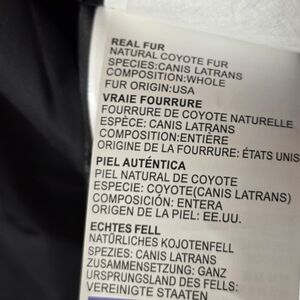 REAL FUR
NATURAL COYOTE FUR
SPECIES:CANIS LATRANS
COMPOSITION:WHOLE
FUR ORIGIN:USA
VRAIE FOURRURE
FOURRURE DE COYOTE NATURELLE
ESPÈCE: CANIS LATRANS
COMPOSITION:ENTIÈRE
ORIGINE DE LA FOURRURE: ÉTATS UNIS
PIEL AUTÉNTICA
PIEL NATURAL DE COYOTE
ESPECIE: COYOTE(CANIS LATRANS)
COMPOSICIÓN: ENTERA
ORIGEN DE LA PIEL: EE.UU.
ECHTES FELL
NATÜRLICHES KOJOTENFELL
SPEZIES: CANIS LATRANS
ZUSAMMENSETZUNG: GANZ
URSPRUNGSLAND DES FELLS:
VEREINIGTE STAATEN